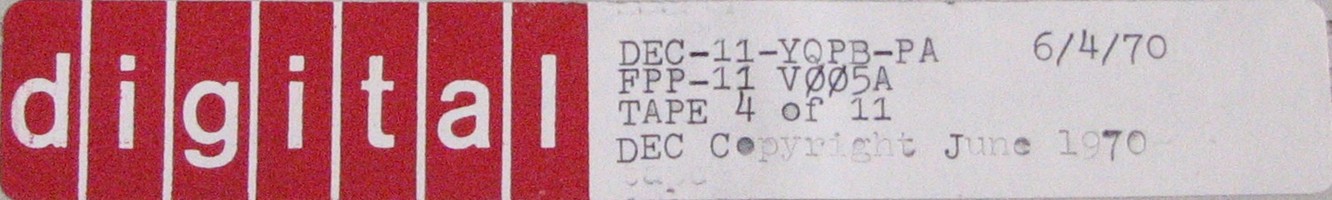 digital
DEC-11-YQPB-PA 6/4/70
FPP-11 VØØ5A
TAPE 4 of 11
DEC Copyright June 1970